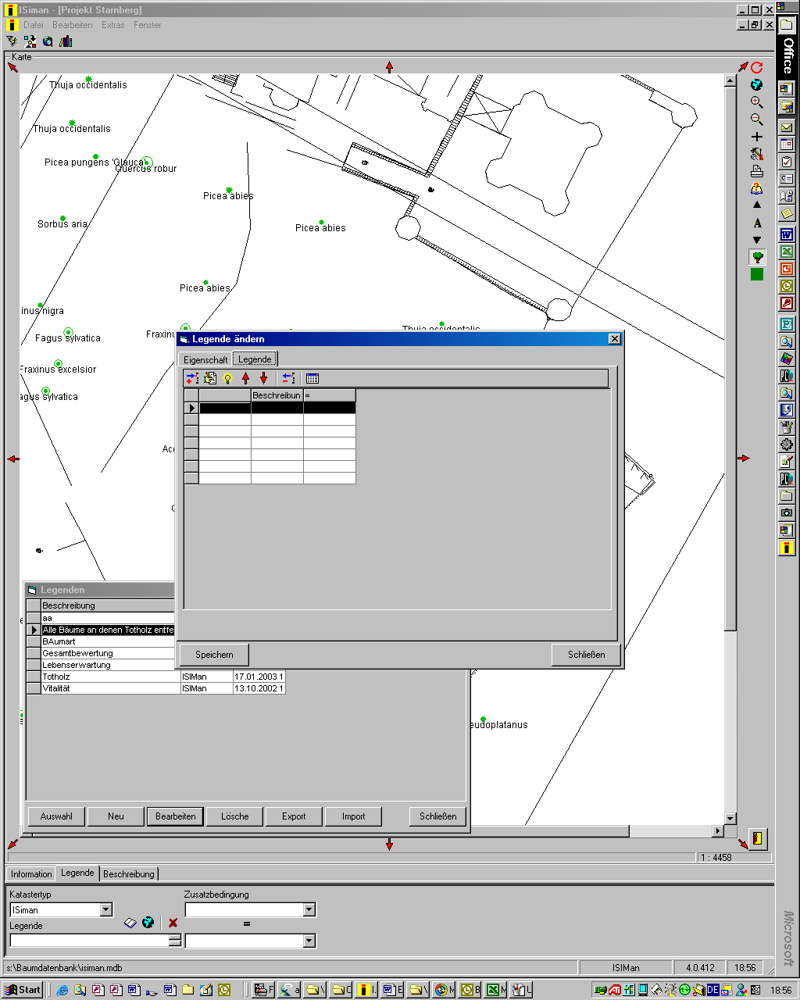 ISiman - [Projekt Starnberg]
Datei Bearbeiten Extras Fenster
Karte
Office
Thuja occidentalis
Thuja occidentalis
Picea pungens 'Glauca'
Quercus robur
Picea abies
Sorbus aria
Picea abies
Picea abies
inus nigra
Thuja occidentalis
Fagus sylvatica
Fraxinus excelsior
agus sylvatica
Legende ändern
Eigenschaft Legende
Beschreibun =
Speichern Schließen
Legenden
Beschreibung
aa
Alle Bäume an denen Totholz entfe
BAumart
Gesamtbewertung
Lebenserwartung
Totholz ISIMan 17.01.2003 1
Vitalität ISIMan 13.10.2002 1
eudoplatanus
Auswahl Neu Bearbeiten Lösche Export Import Schließen
1 : 4458
Information Legende Beschreibung
Katastertyp Zusatzbedingung
ISiman
Legende =
Microsoft
s:\Baumdatenbank\isiman.mdb ISIMan 4.0.412 18:56
Start DE 18:56